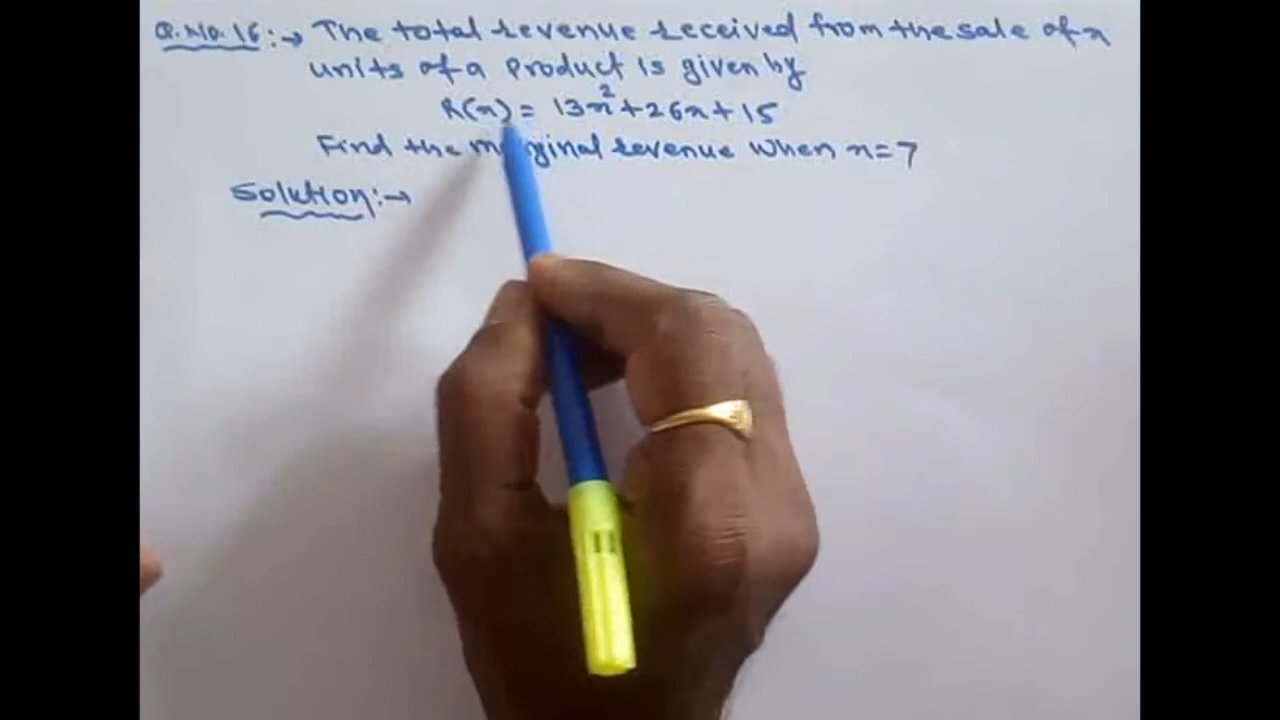 Q.No.16:→ The total revenue received from the sale of x
units of a product is given by
R(x) = 13x² + 26x + 15
Find the marginal revenue when x = 7
Solution:→